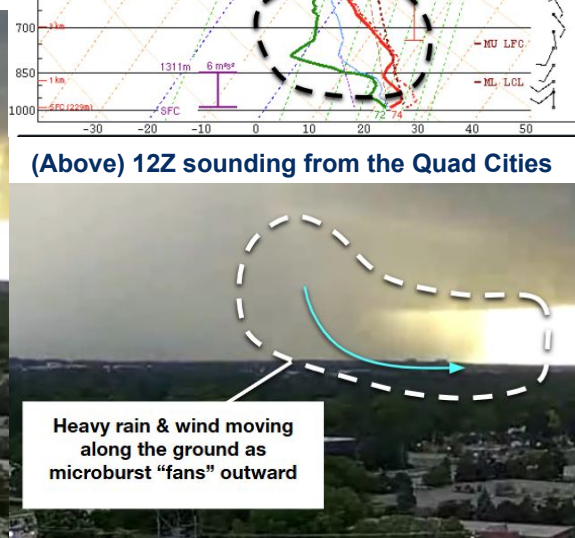 700
3 km
MU LFC
1311m 6 m²s²
850
1 km
ML LCL
1000
SFC (229m)
SFC
72 74
-30 -20 -10 0 10 20 30 40 50
(Above) 12Z sounding from the Quad Cities
Heavy rain & wind moving
along the ground as
microburst “fans” outward